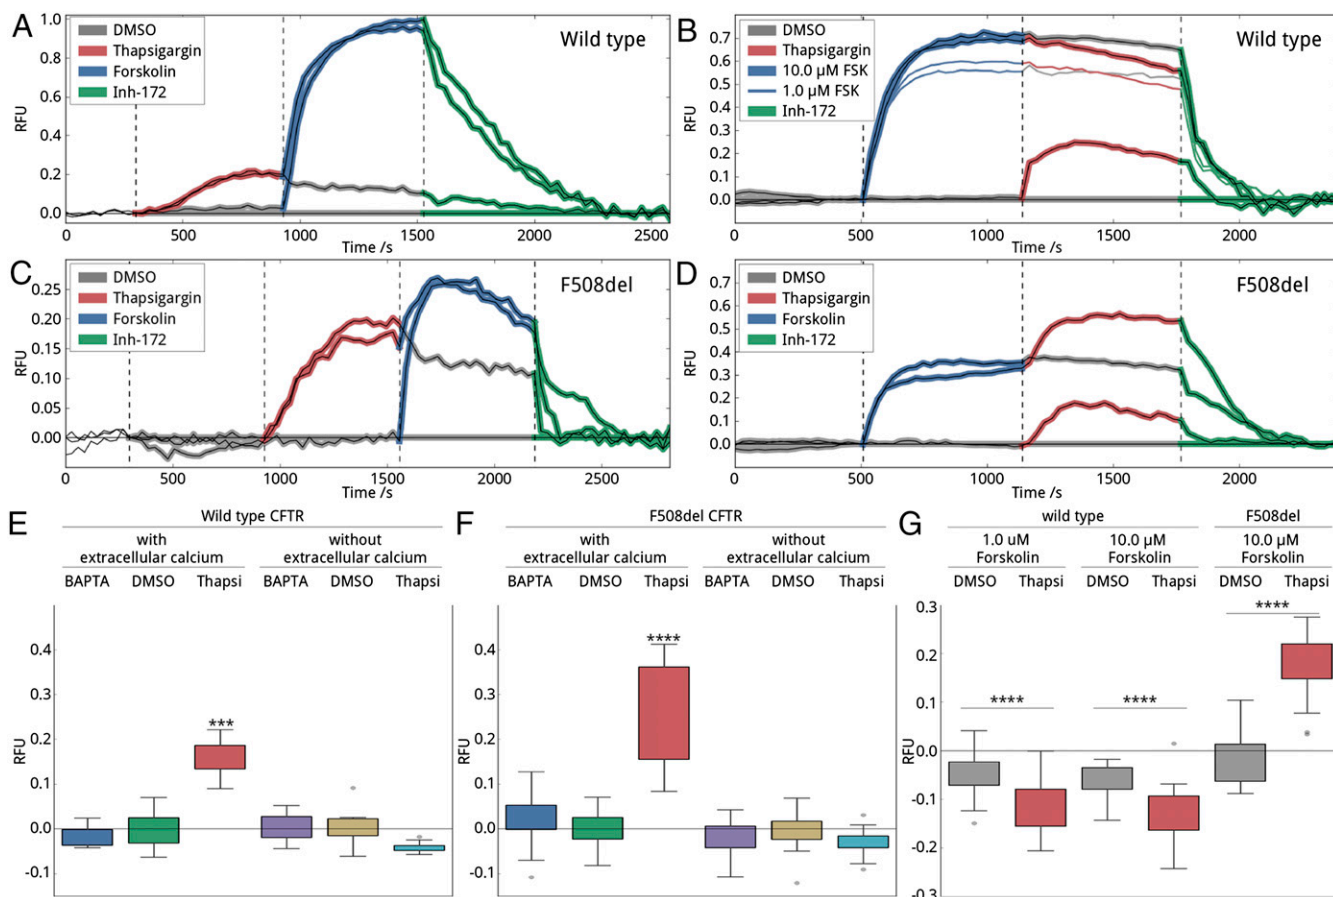 A
1.0
0.8
0.6
0.4
0.2
0.0
RFU
DMSO
Thapsigargin
Forskolin
Inh-172
Wild type
0
500
1000
1500
2000
2500
Time /s
B
0.7
0.6
0.5
0.4
0.3
0.2
0.1
0.0
RFU
DMSO
Thapsigargin
10.0 µM FSK
1.0 µM FSK
Inh-172
Wild type
0
500
1000
1500
2000
Time /s
C
0.25
0.20
0.15
0.10
0.05
0.00
RFU
DMSO
Thapsigargin
Forskolin
Inh-172
F508del
0
500
1000
1500
2000
2500
Time /s
D
0.7
0.6
0.5
0.4
0.3
0.2
0.1
0.0
RFU
DMSO
Thapsigargin
Forskolin
Inh-172
F508del
0
500
1000
1500
2000
Time /s
E
Wild type CFTR
with
extracellular calcium
without
extracellular calcium
BAPTA DMSO Thapsi BAPTA DMSO Thapsi
0.4
0.3
0.2
0.1
0.0
-0.1
RFU
***
F
F508del CFTR
with
extracellular calcium
without
extracellular calcium
BAPTA DMSO Thapsi BAPTA DMSO Thapsi
0.4
0.3
0.2
0.1
0.0
-0.1
RFU
****
G
wild type
F508del
1.0 uM
Forskolin
10.0 µM
Forskolin
10.0 µM
Forskolin
DMSO Thapsi DMSO Thapsi DMSO Thapsi
0.3
0.2
0.1
0.0
-0.1
-0.2
-0.3
RFU
****
****
****